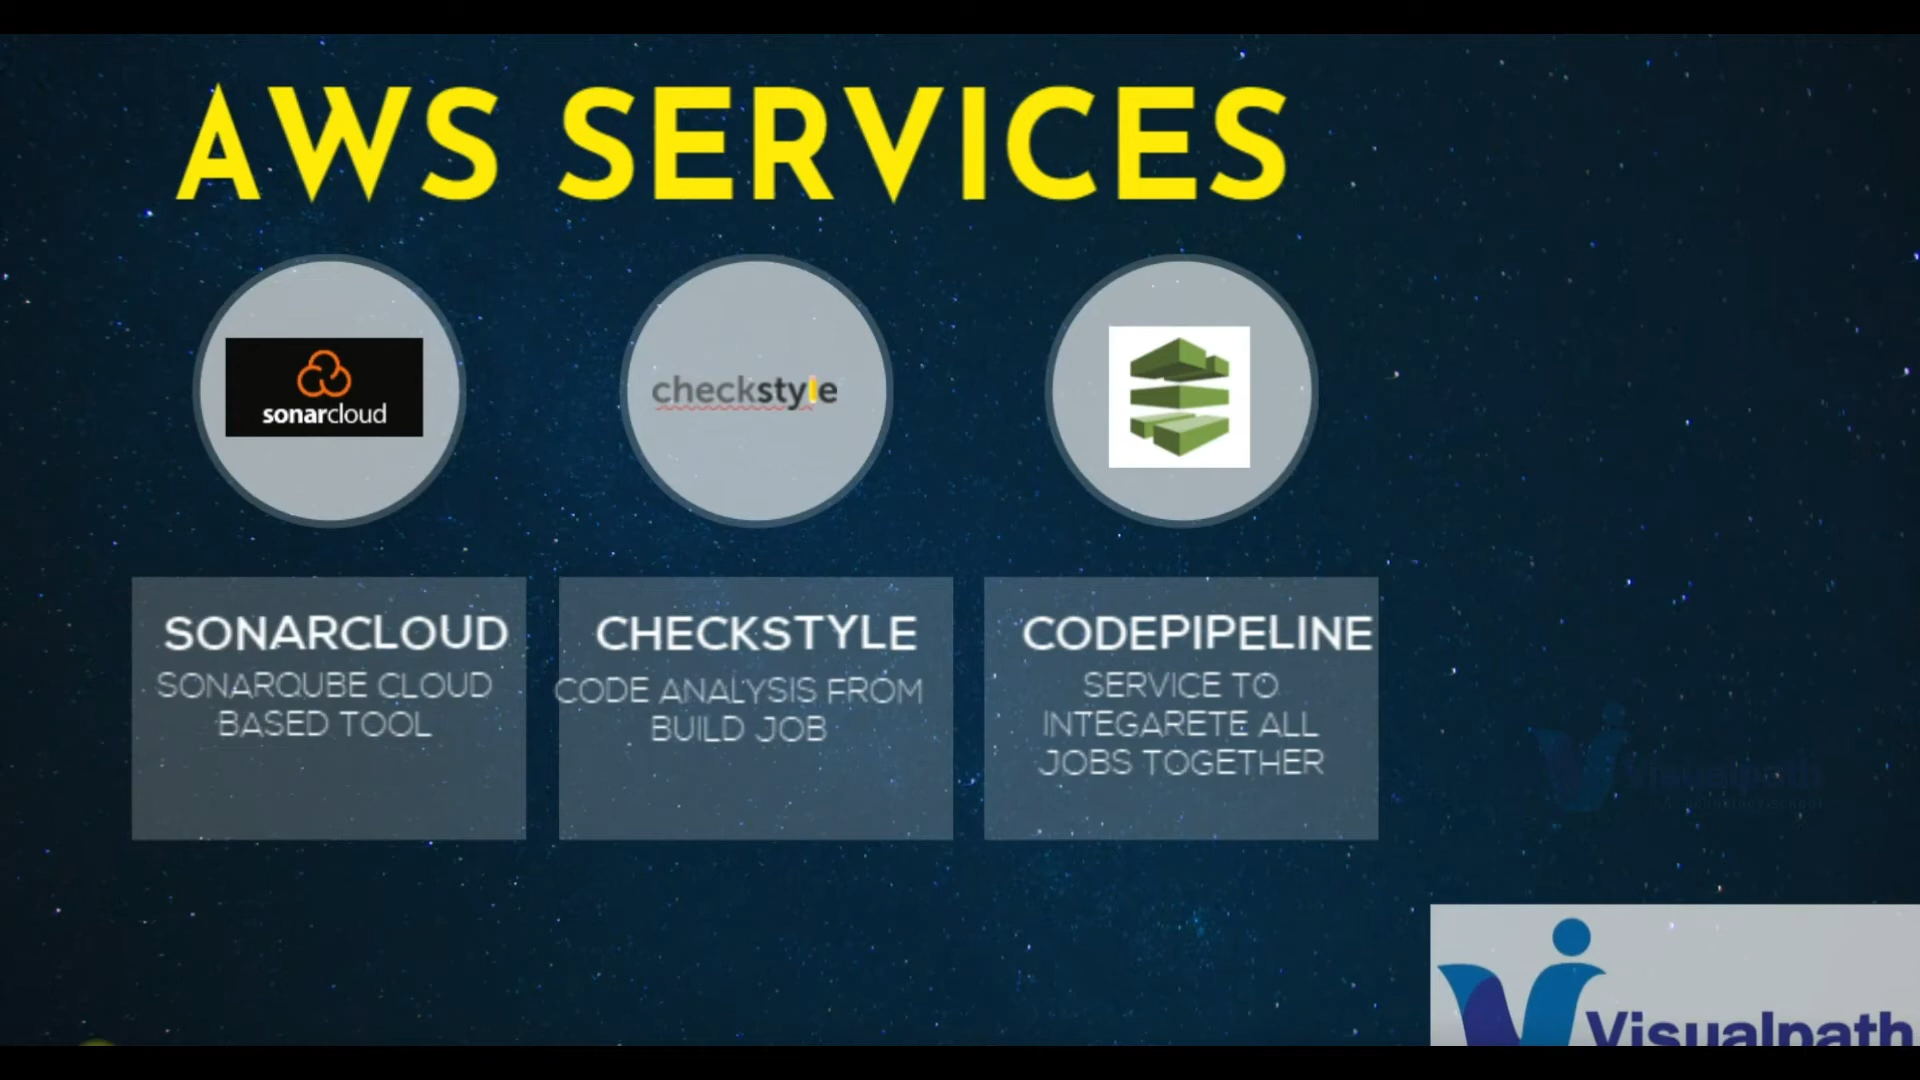 AWS SERVICES
sonarcloud
checkstyle
SONARCLOUD
SONARQUBE CLOUD
BASED TOOL
CHECKSTYLE
CODE ANALYSIS FROM
BUILD JOB
CODEPIPELINE
SERVICE TO
INTEGARETE ALL
JOBS TOGETHER
Visualpath
Visualpath